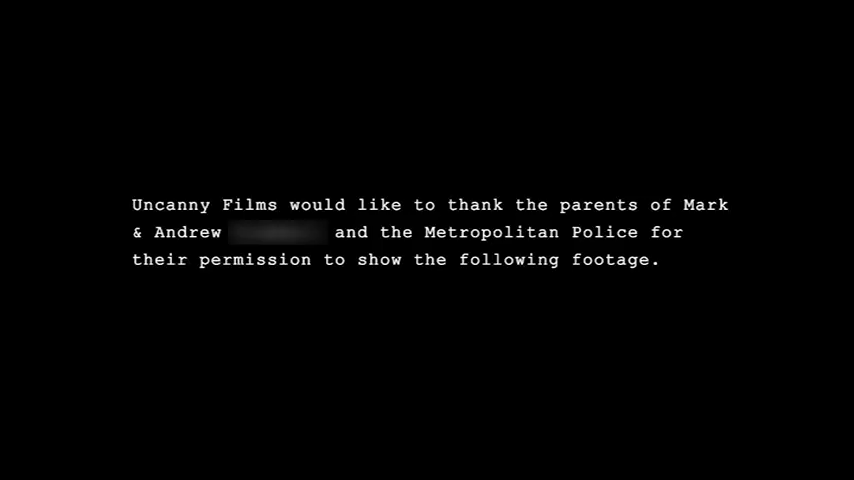 Uncanny Films would like to thank the parents of Mark
& Andrew and the Metropolitan Police for
their permission to show the following footage.